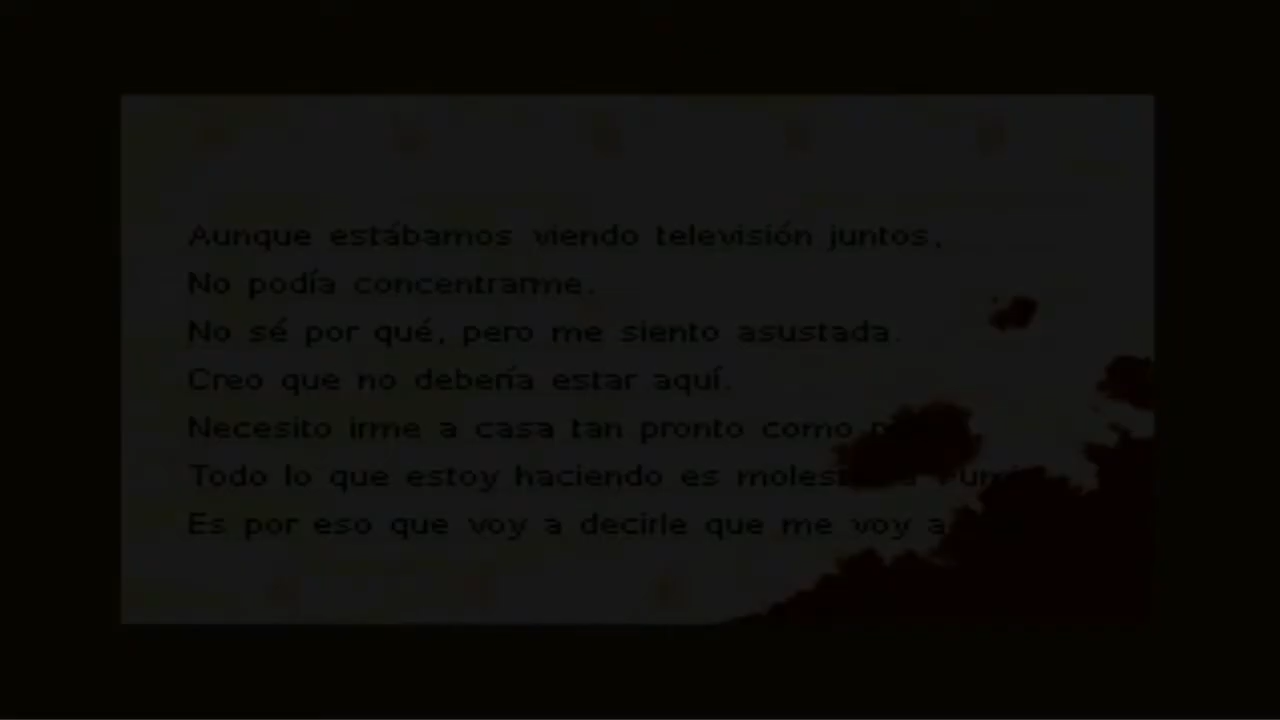 Aunque estábamos viendo televisión juntos,
No podía concentrarme.
No sé por qué, pero me siento asustada.
Creo que no debería estar aquí.
Necesito irme a casa tan pronto como
Todo lo que estoy haciendo es
Es por eso que voy a decirle que me voy a